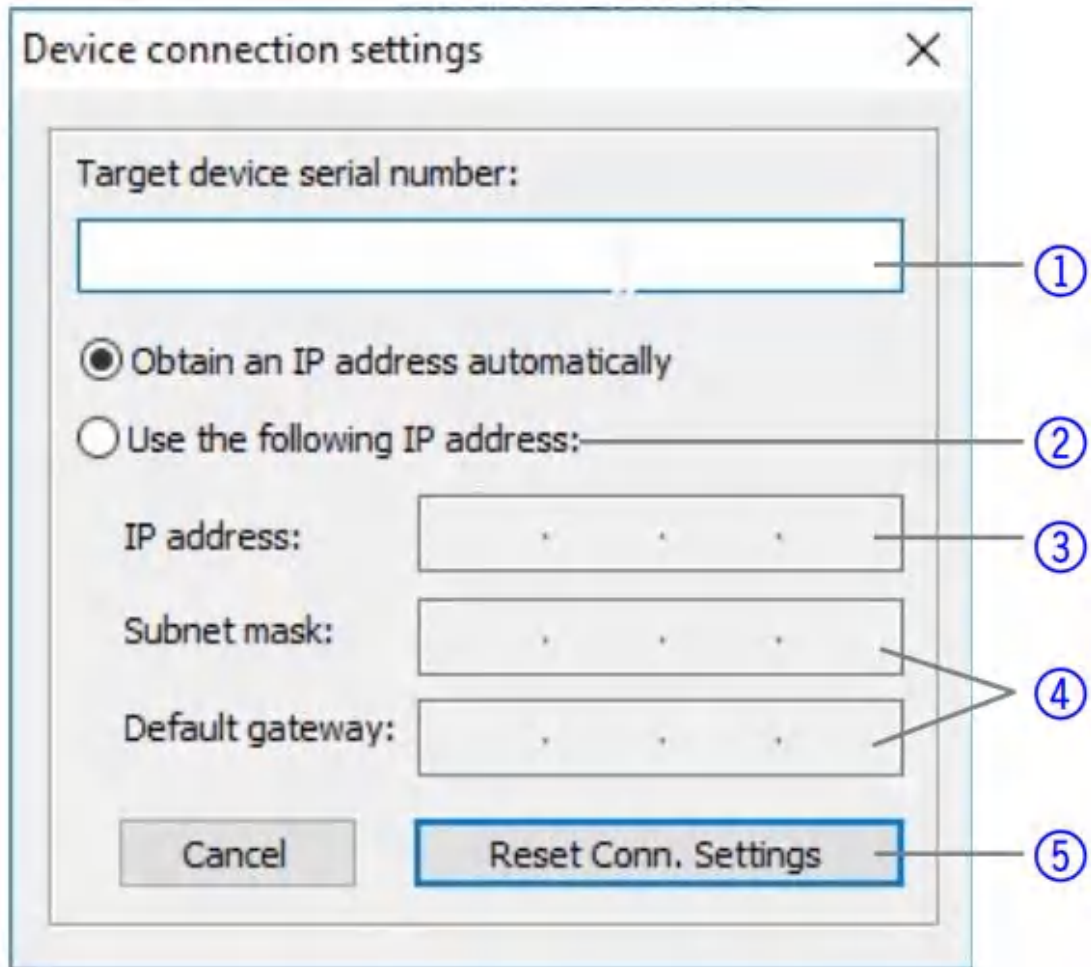 Device connection settings
Target device serial number:
①
Obtain an IP address automatically
Use the following IP address:
②
IP address:
③
Subnet mask:
④
Default gateway:
Cancel
Reset Conn. Settings
⑤